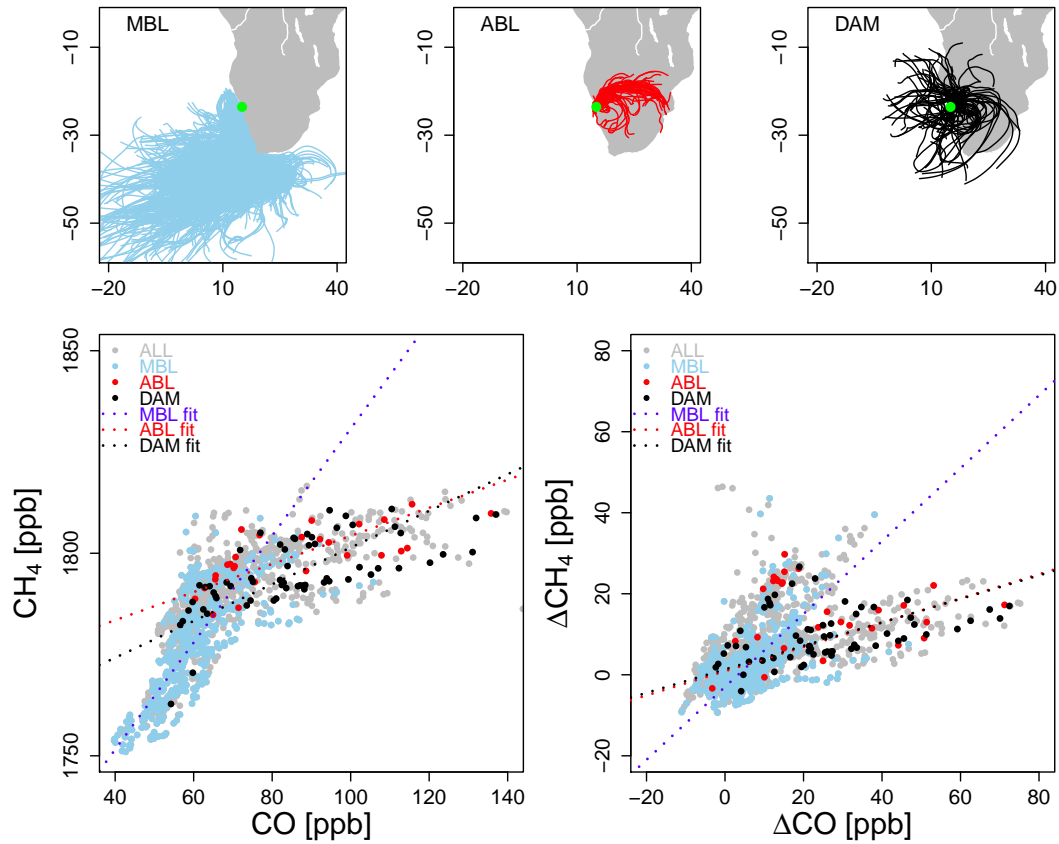 MBL
−10
−30
−50
−20
10
40
ABL
−10
−30
−50
−20
10
40
DAM
−10
−30
−50
−20
10
40
ALL
MBL
ABL
DAM
MBL fit
ABL fit
DAM fit
1850
1800
1750
CH₄ [ppb]
40
60
80
100
120
140
CO [ppb]
ALL
MBL
ABL
DAM
MBL fit
ABL fit
DAM fit
80
60
40
20
0
−20
ΔCH₄ [ppb]
−20
0
20
40
60
80
ΔCO [ppb]